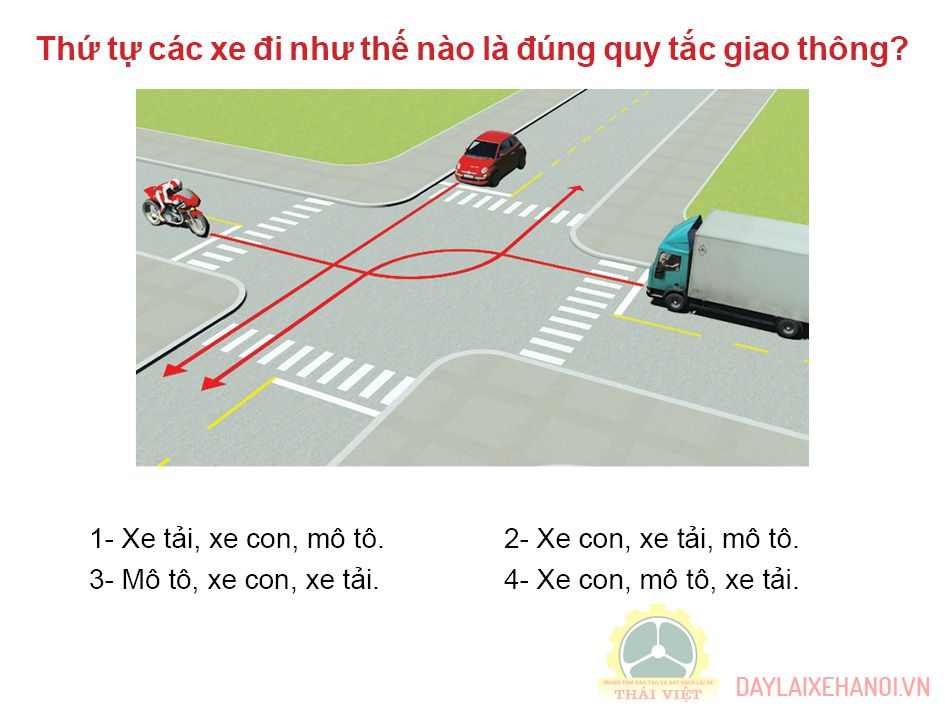 Thứ tự các xe đi như thế nào là đúng quy tắc giao thông?
1- Xe tải, xe con, mô tô.
2- Xe con, xe tải, mô tô.
3- Mô tô, xe con, xe tải.
4- Xe con, mô tô, xe tải.
TRUNG TÂM ĐÀO TẠO VÀ SÁT HẠCH LÁI XE
THÁI VIỆT
DAYLAIXEHANOI.VN